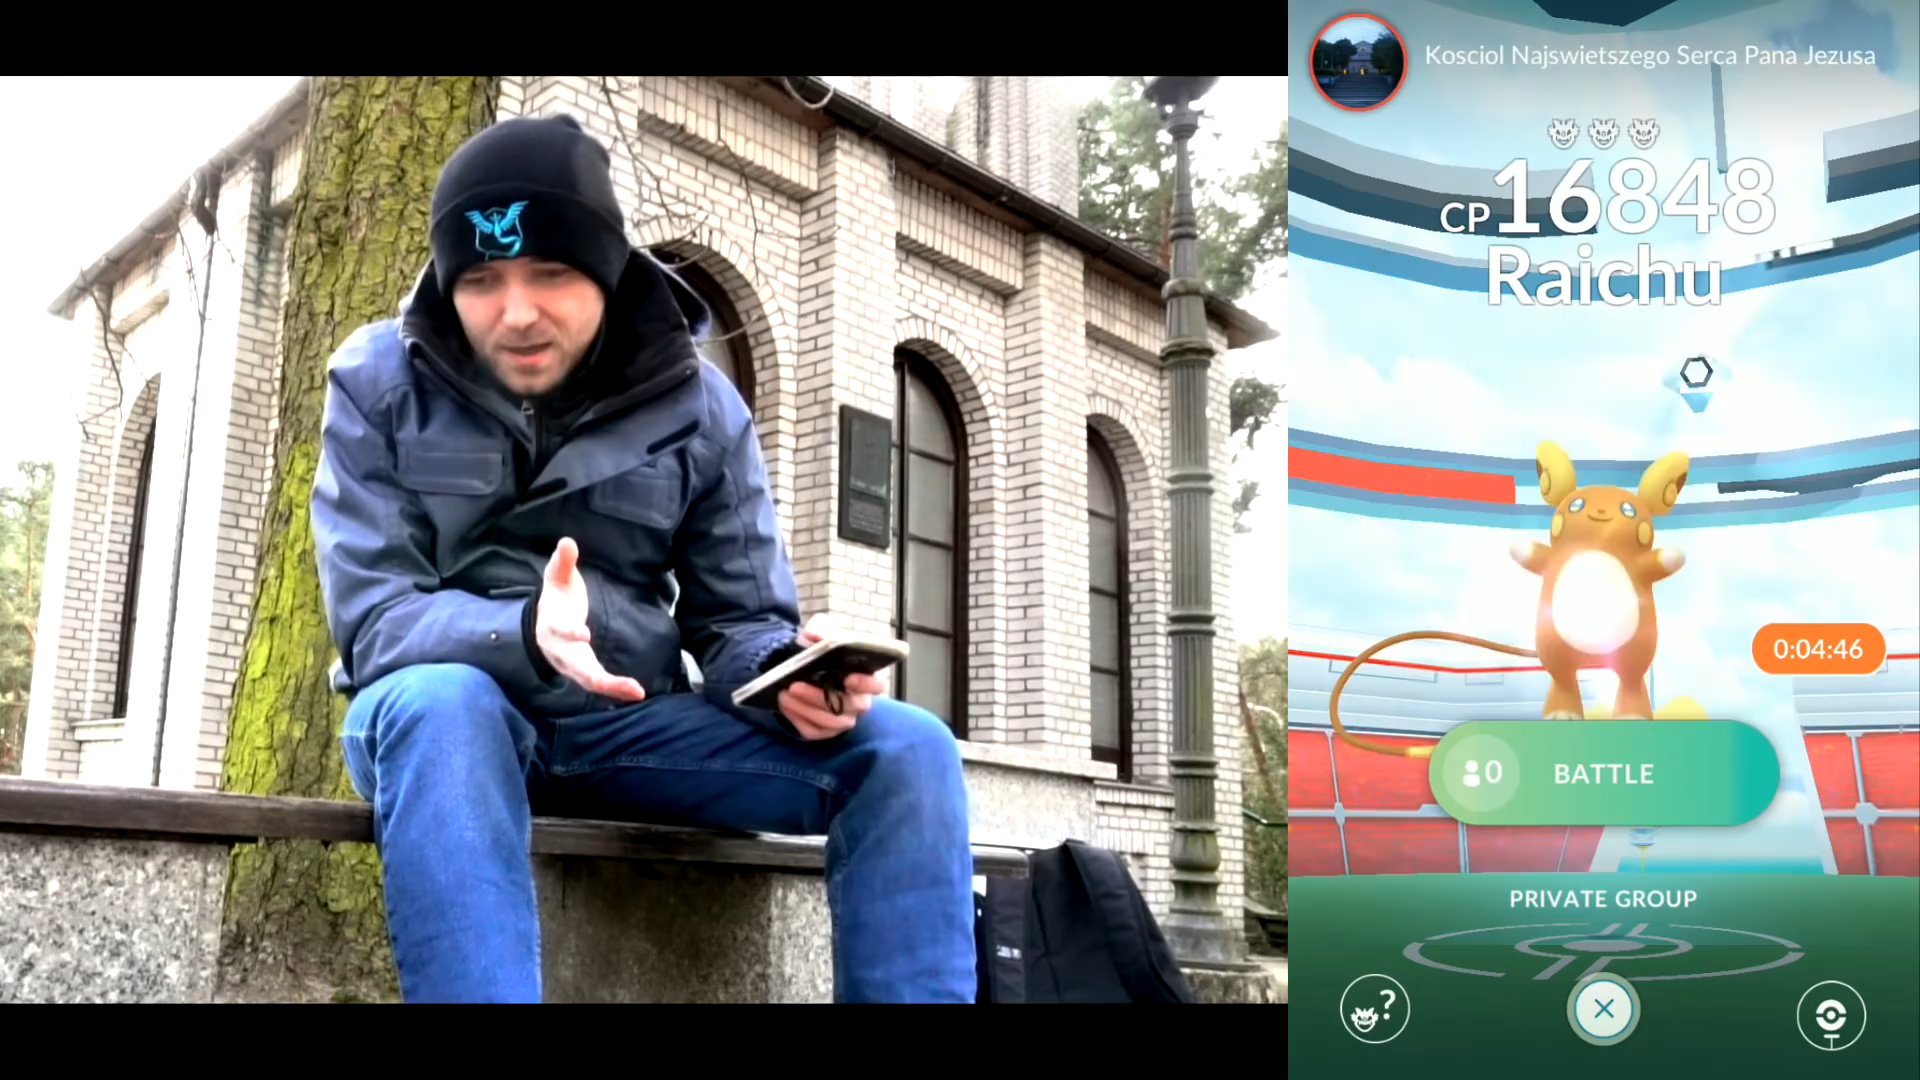 Kosciol Najswietszego Serca Pana Jezusa
CP16848
Raichu
0:04:46
0 BATTLE
PRIVATE GROUP
?